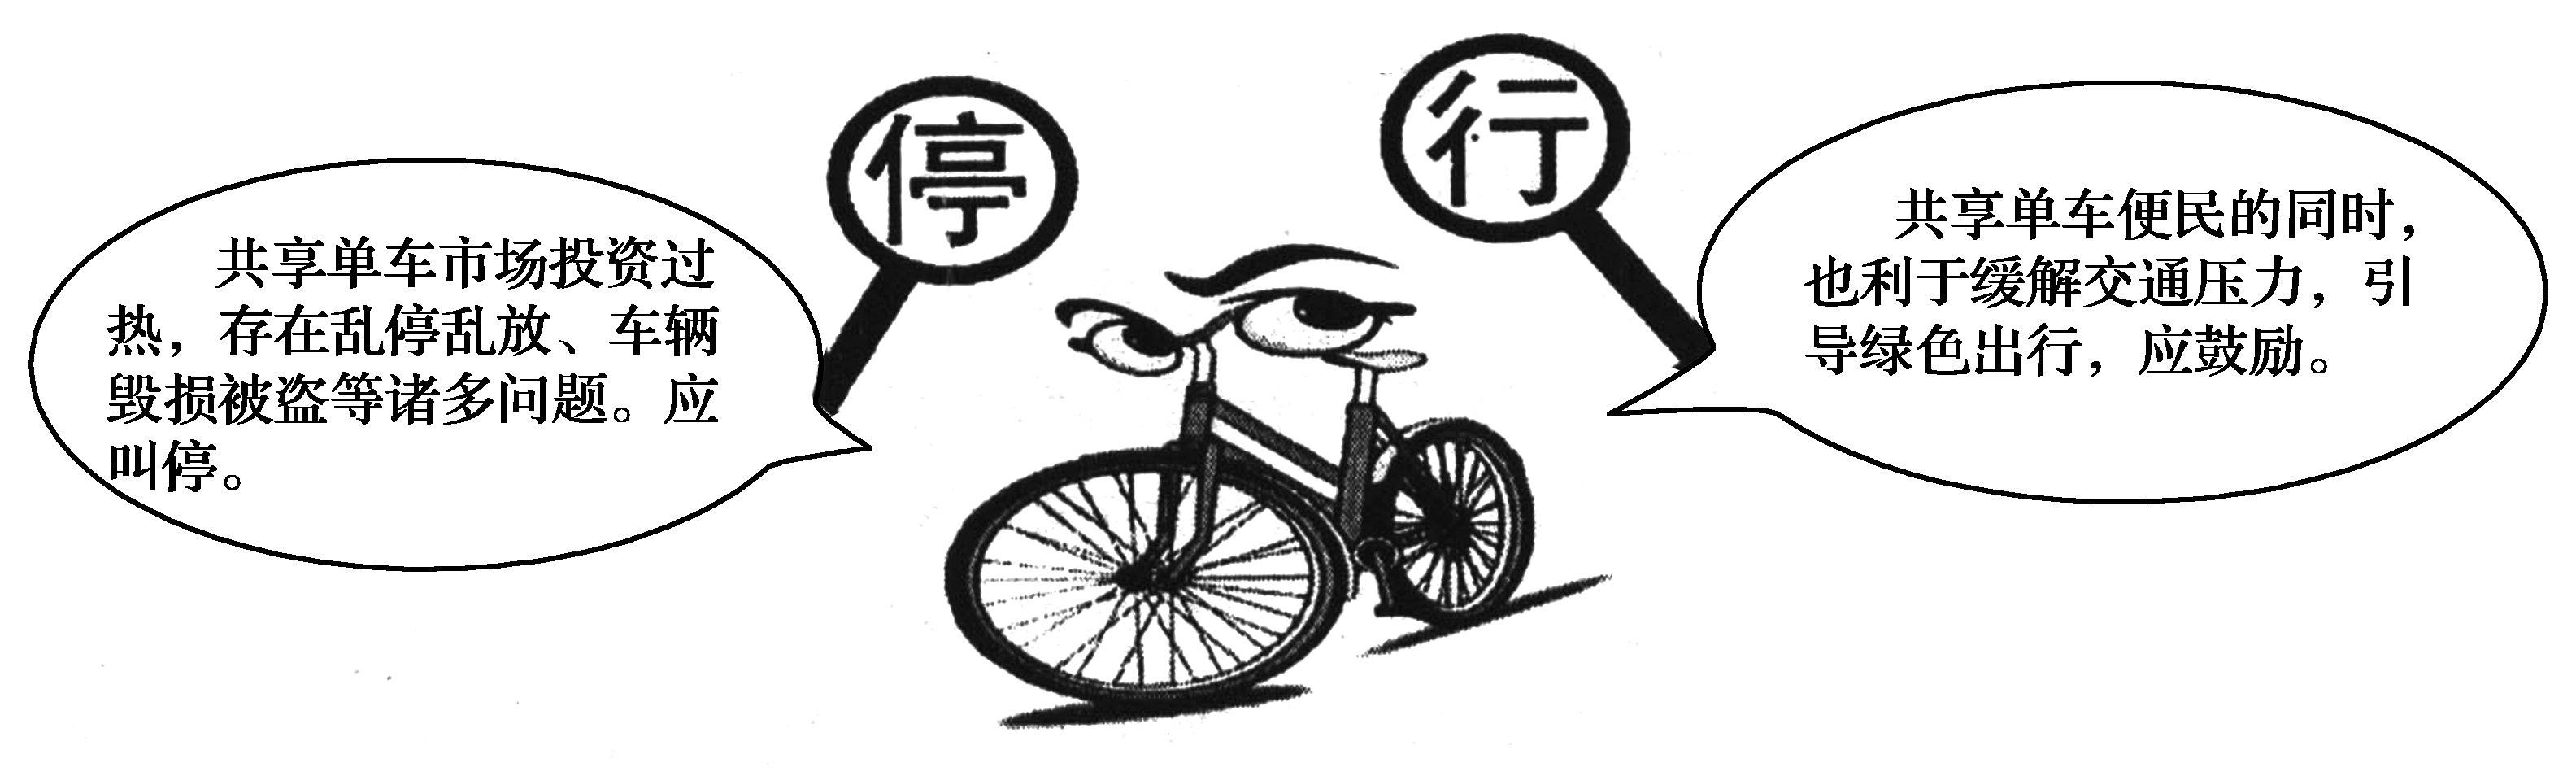 停
行
共享单车市场投资过
热，存在乱停乱放、车辆
毁损被盗等诸多问题。应
叫停。
共享单车便民的同时，
也利于缓解交通压力，引
导绿色出行，应鼓励。